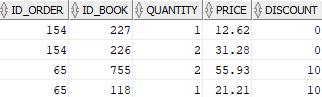 ID_ORDER ID_BOOK QUANTITY PRICE DISCOUNT
154 227 1 12.62 0
154 226 2 31.28 0
65 755 2 55.93 10
65 118 1 21.21 10